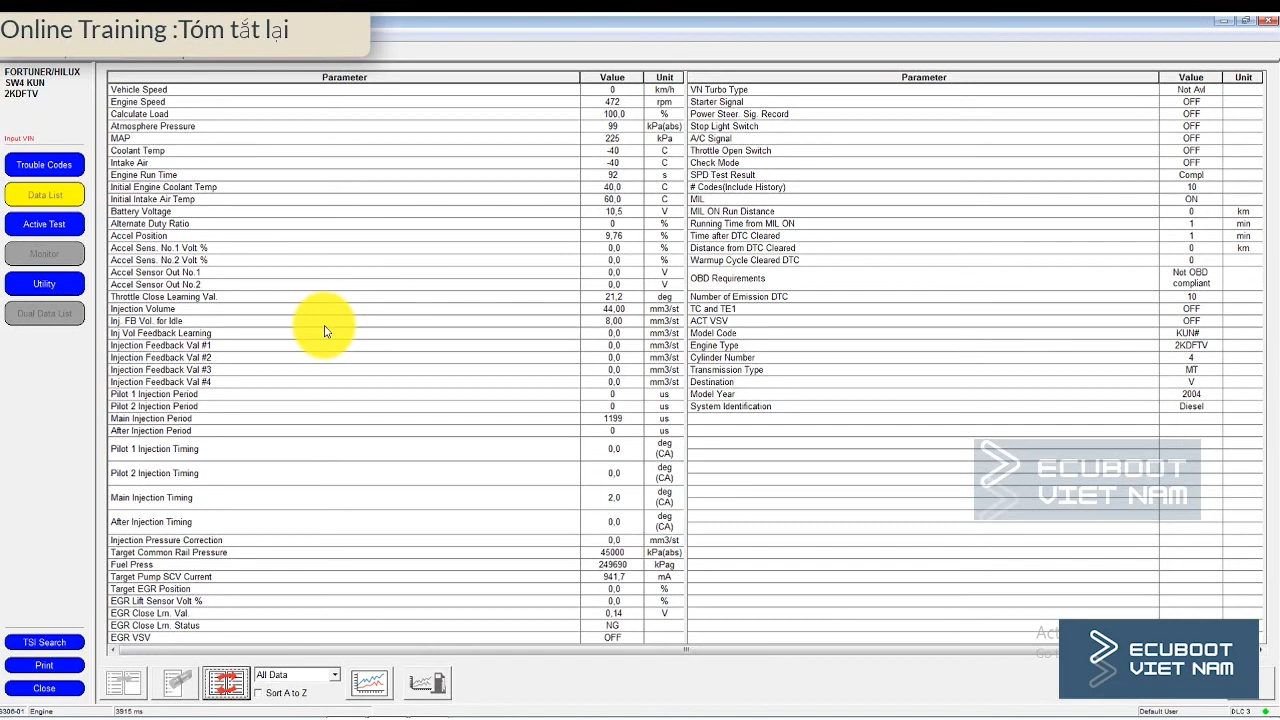 Online Training :Tóm tắt lại
FORTUNER/HILUX
SW4 KUN
2KDFTV
Input VIN
Trouble Codes
Data List
Active Test
Monitor
Utility
Dual Data List
TSI Search
Print
Close
Parameter Value Unit
Vehicle Speed 0 km/h
Engine Speed 472 rpm
Calculate Load 100,0 %
Atmosphere Pressure 99 kPa(abs)
MAP 225 kPa
Coolant Temp -40 C
Intake Air -40 C
Engine Run Time 92 s
Initial Engine Coolant Temp 40,0 C
Initial Intake Air Temp 60,0 C
Battery Voltage 10,5 V
Alternate Duty Ratio 0 %
Accel Position 9,76 %
Accel Sens. No.1 Volt % 0,0 %
Accel Sens. No.2 Volt % 0,0 %
Accel Sensor Out No.1 0,0 V
Accel Sensor Out No.2 0,0 V
Throttle Close Learning Val. 21,2 deg
Injection Volume 44,00 mm3/st
Inj. FB Vol. for Idle 8,00 mm3/st
Inj Vol Feedback Learning 0,0 mm3/st
Injection Feedback Val #1 0,0 mm3/st
Injection Feedback Val #2 0,0 mm3/st
Injection Feedback Val #3 0,0 mm3/st
Injection Feedback Val #4 0,0 mm3/st
Pilot 1 Injection Period 0 us
Pilot 2 Injection Period 0 us
Main Injection Period 1199 us
After Injection Period 0 us
Pilot 1 Injection Timing 0,0 deg
(CA)
Pilot 2 Injection Timing 0,0 deg
(CA)
Main Injection Timing 2,0 deg
(CA)
After Injection Timing 0,0 deg
(CA)
Injection Pressure Correction 0,0 mm3/st
Target Common Rail Pressure 45000 kPa(abs)
Fuel Press 249690 kPag
Target Pump SCV Current 941,7 mA
Target EGR Position 0,0 %
EGR Lift Sensor Volt % 0,0 %
EGR Close Lrn. Val. 0,14 V
EGR Close Lrn. Status NG
EGR VSV OFF
Parameter Value Unit
VN Turbo Type Not Avl
Starter Signal OFF
Power Steer. Sig. Record OFF
Stop Light Switch OFF
A/C Signal OFF
Throttle Open Switch OFF
Check Mode OFF
SPD Test Result Compl
# Codes(Include History) 10
MIL ON
MIL ON Run Distance 0 km
Running Time from MIL ON 1 min
Time after DTC Cleared 1 min
Distance from DTC Cleared 0 km
Warmup Cycle Cleared DTC 0
OBD Requirements Not OBD
compliant
Number of Emission DTC 10
TC and TE1 OFF
ACT VSV OFF
Model Code KUN#
Engine Type 2KDFTV
Cylinder Number 4
Transmission Type MT
Destination V
Model Year 2004
System Identification Diesel
ECUBOOT
VIET NAM
ECUBOOT
VIET NAM
All Data
Sort A to Z
S306-01 Engine 3915 ms Default User DLC 3